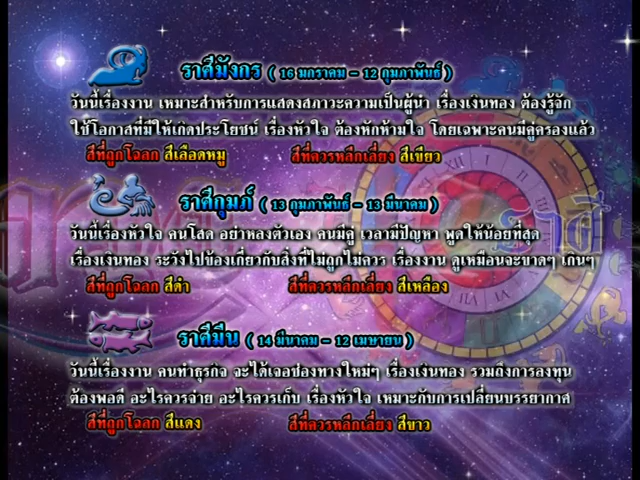 ราศีมังกร ( 16 มกราคม - 12 กุมภาพันธ์ )
วันนี้เรื่องงาน เหมาะสำหรับการแสดงสภาวะความเป็นผู้นำ เรื่องเงินทอง ต้องรู้จัก
ใช้โอกาสที่มีให้เกิดประโยชน์ เรื่องหัวใจ ต้องหักห้ามใจ โดยเฉพาะคนมีคู่ครองแล้ว
สีที่ถูกโฉลก สีเลือดหมู สีที่ควรหลีกเลี่ยง สีเขียว
ราศีกุมภ์ ( 13 กุมภาพันธ์ - 13 มีนาคม )
วันนี้เรื่องหัวใจ คนโสด อย่าหลงตัวเอง คนมีคู่ เวลามีปัญหา พูดให้น้อยที่สุด
เรื่องเงินทอง ระวังไปข้องเกี่ยวกับสิ่งที่ไม่ถูกไม่ควร เรื่องงาน ดูเหมือนจะขาดๆ เกินๆ
สีที่ถูกโฉลก สีดำ สีที่ควรหลีกเลี่ยง สีเหลือง
ราศีมีน ( 14 มีนาคม - 12 เมษายน )
วันนี้เรื่องงาน คนทำธุรกิจ จะได้เจอช่องทางใหม่ๆ เรื่องเงินทอง รวมถึงการลงทุน
ต้องพอดี อะไรควรจ่าย อะไรควรเก็บ เรื่องหัวใจ เหมาะกับการเปลี่ยนบรรยากาศ
สีที่ถูกโฉลก สีแดง สีที่ควรหลีกเลี่ยง สีขาว